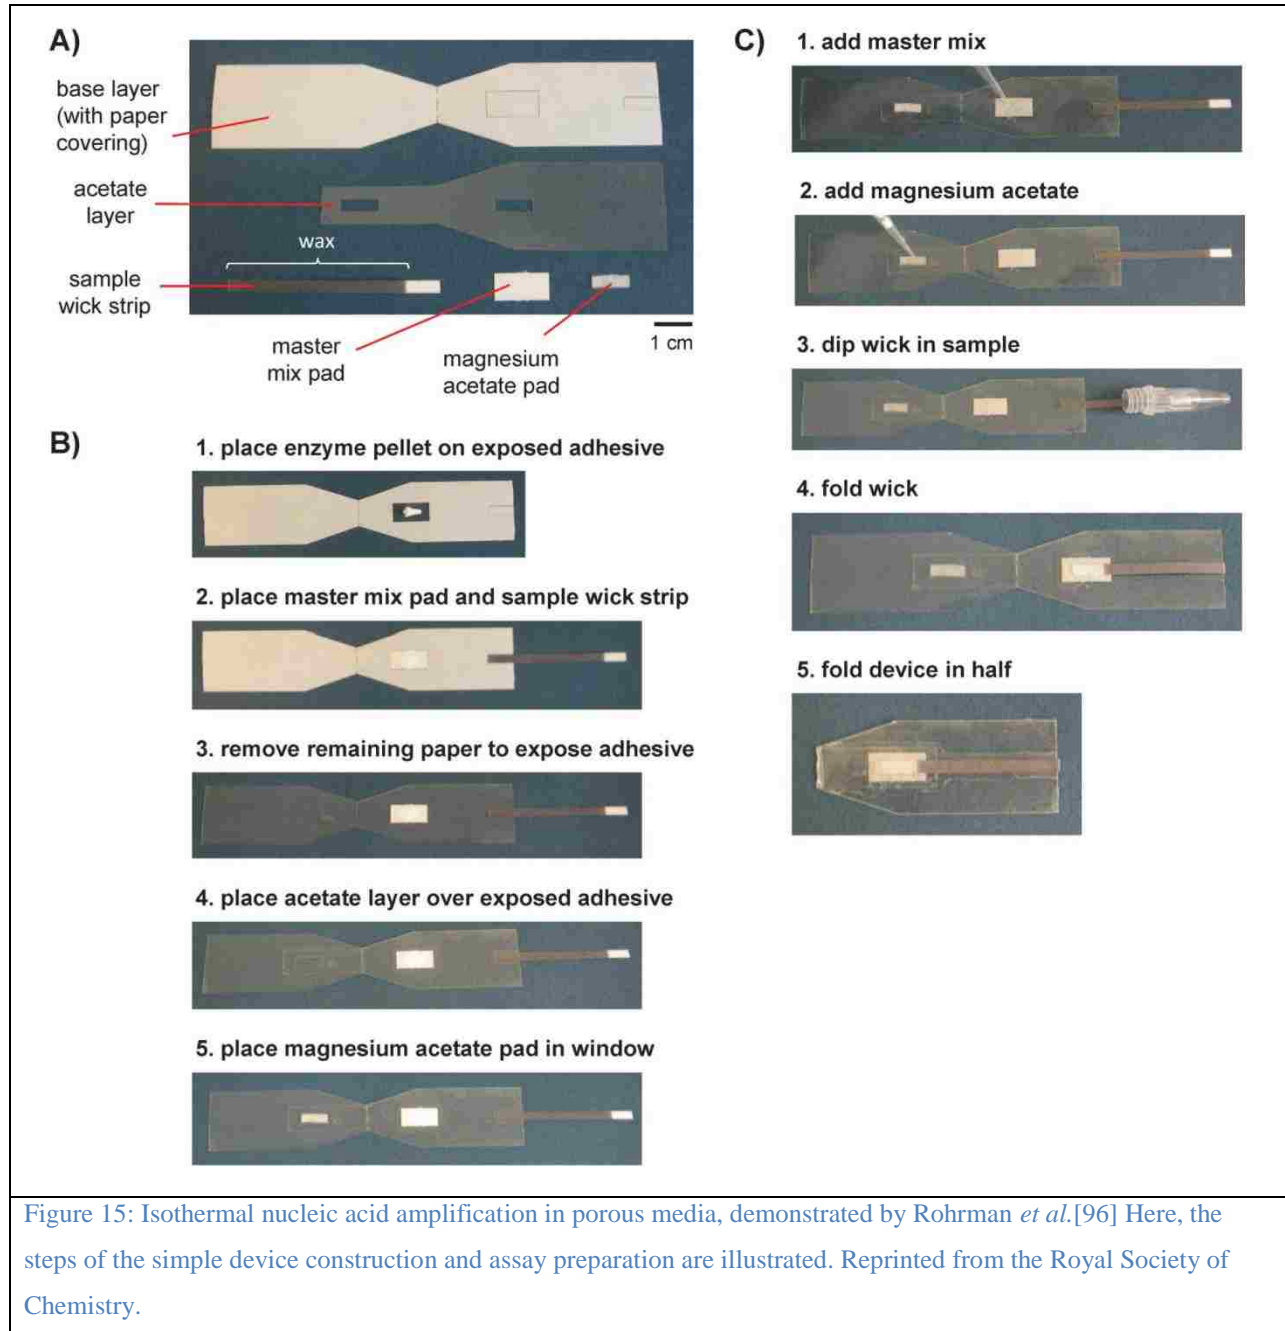 A)
base layer
(with paper
covering)
acetate
layer
wax
sample
wick strip
master
mix pad
magnesium
acetate pad
1 cm
B)
1. place enzyme pellet on exposed adhesive
2. place master mix pad and sample wick strip
3. remove remaining paper to expose adhesive
4. place acetate layer over exposed adhesive
5. place magnesium acetate pad in window
C)
1. add master mix
2. add magnesium acetate
3. dip wick in sample
4. fold wick
5. fold device in half
Figure 15: Isothermal nucleic acid amplification in porous media, demonstrated by Rohrman et al.[96] Here, the
steps of the simple device construction and assay preparation are illustrated. Reprinted from the Royal Society of
Chemistry.